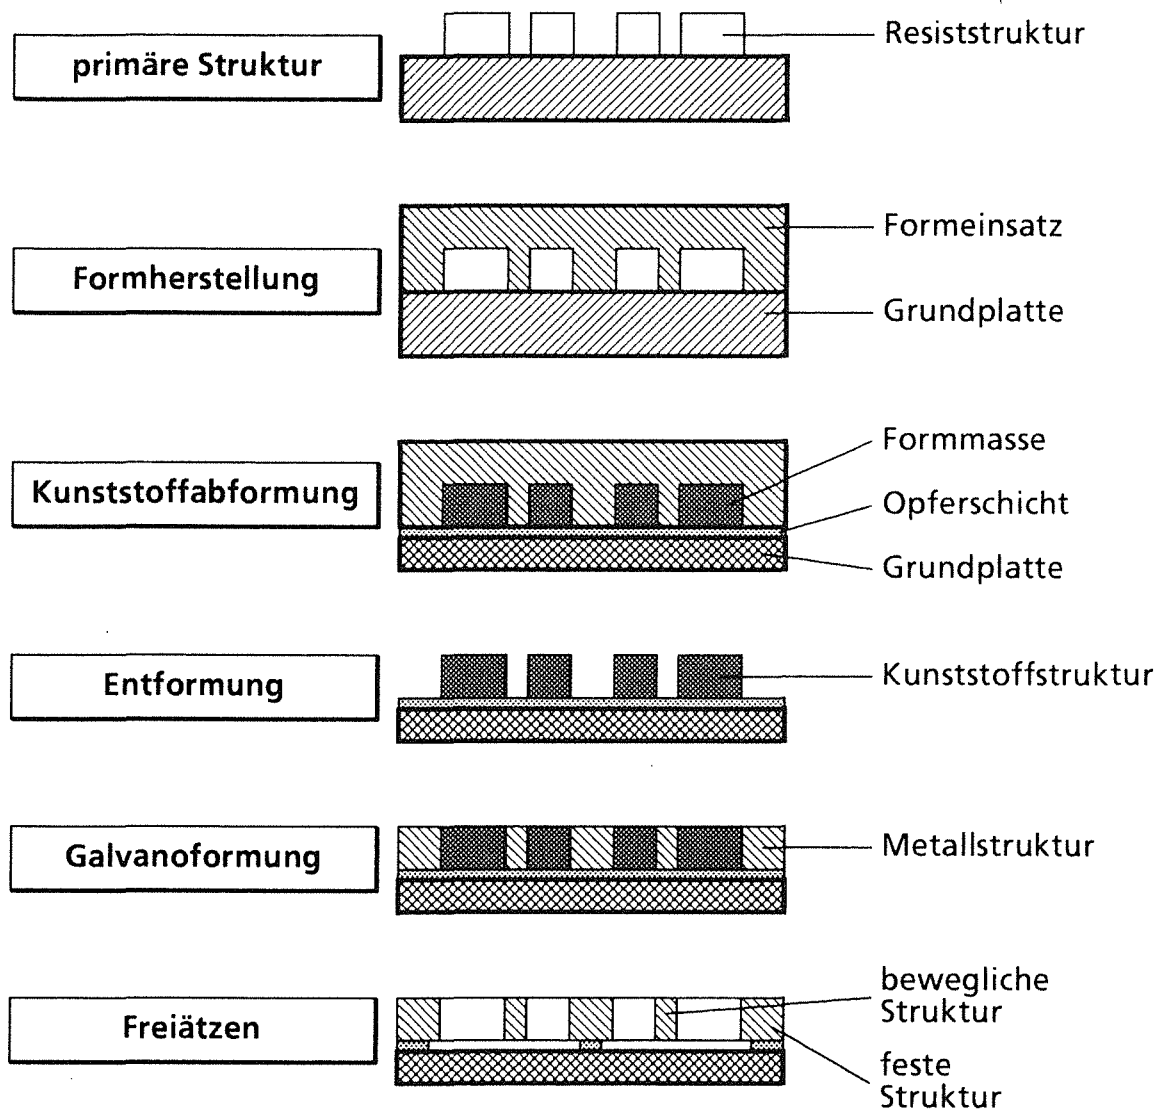 primäre Struktur
Resiststruktur
Formherstellung
Formeinsatz
Grundplatte
Kunststoffabformung
Formmasse
Opferschicht
Grundplatte
Entformung
Kunststoffstruktur
Galvanoformung
Metallstruktur
Freiätzen
bewegliche
Struktur
feste
Struktur